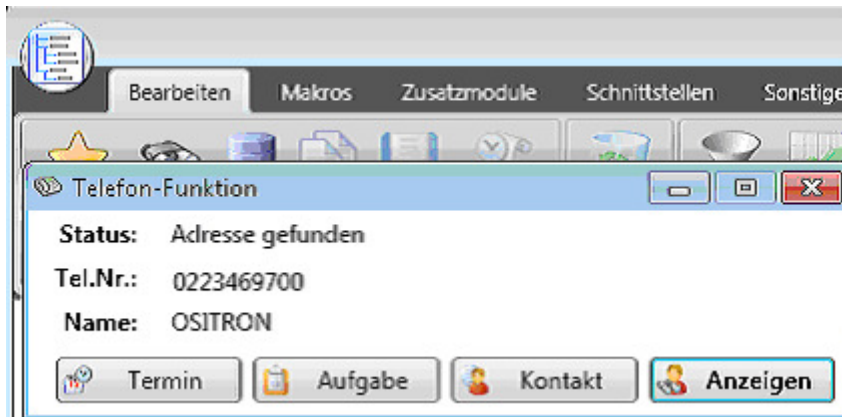 Bearbeiten Makros Zusatzmodule Schnittstellen Sonstige
Telefon-Funktion
Status: Adresse gefunden
Tel.Nr.: 0223469700
Name: OSITRON
Termin Aufgabe Kontakt Anzeigen